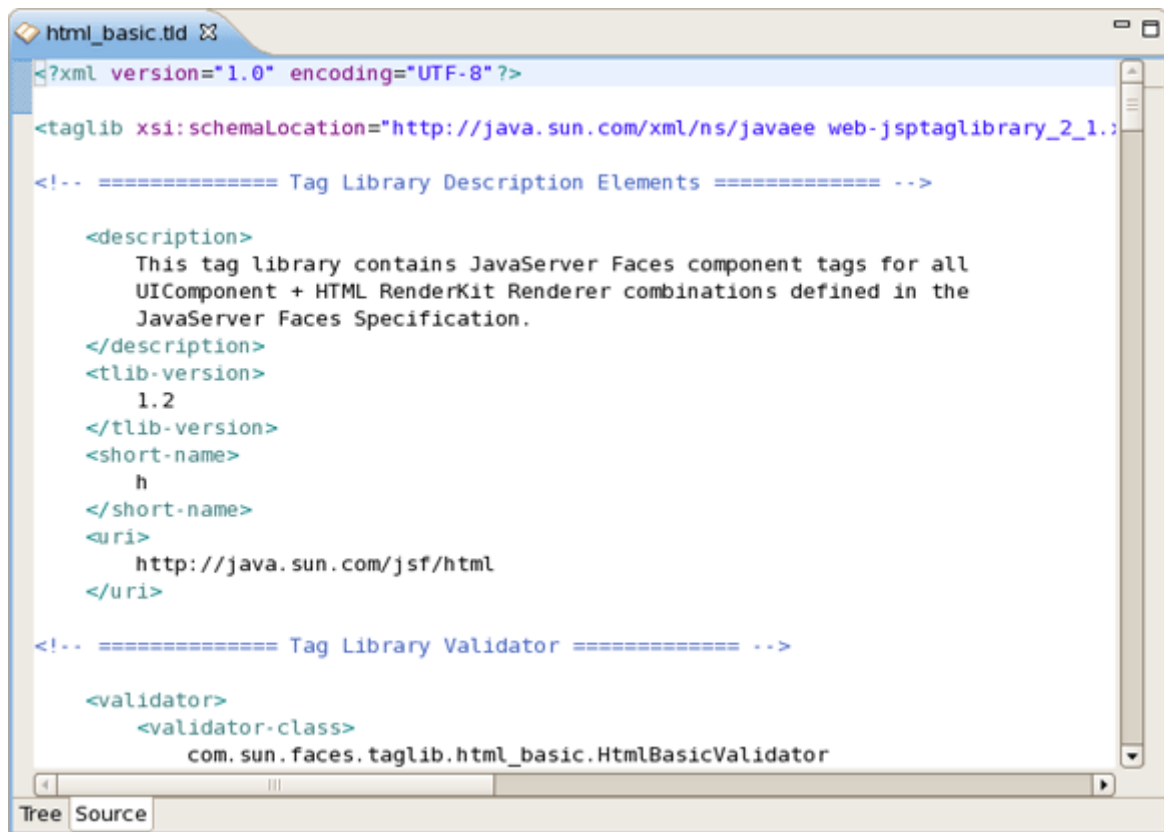 html_basic.tld
<?xml version="1.0" encoding="UTF-8"?>
<taglib xsi:schemaLocation="http://java.sun.com/xml/ns/javaee web-jsptaglibrary_2_1.
<!-- ============== Tag Library Description Elements ============= -->
<description>
This tag library contains JavaServer Faces component tags for all
UIComponent + HTML RenderKit Renderer combinations defined in the
JavaServer Faces Specification.
</description>
<tlib-version>
1.2
</tlib-version>
<short-name>
h
</short-name>
<uri>
http://java.sun.com/jsf/html
</uri>
<!-- ============== Tag Library Validator ============= -->
<validator>
<validator-class>
com.sun.faces.taglib.html_basic.HtmlBasicValidator
Tree Source